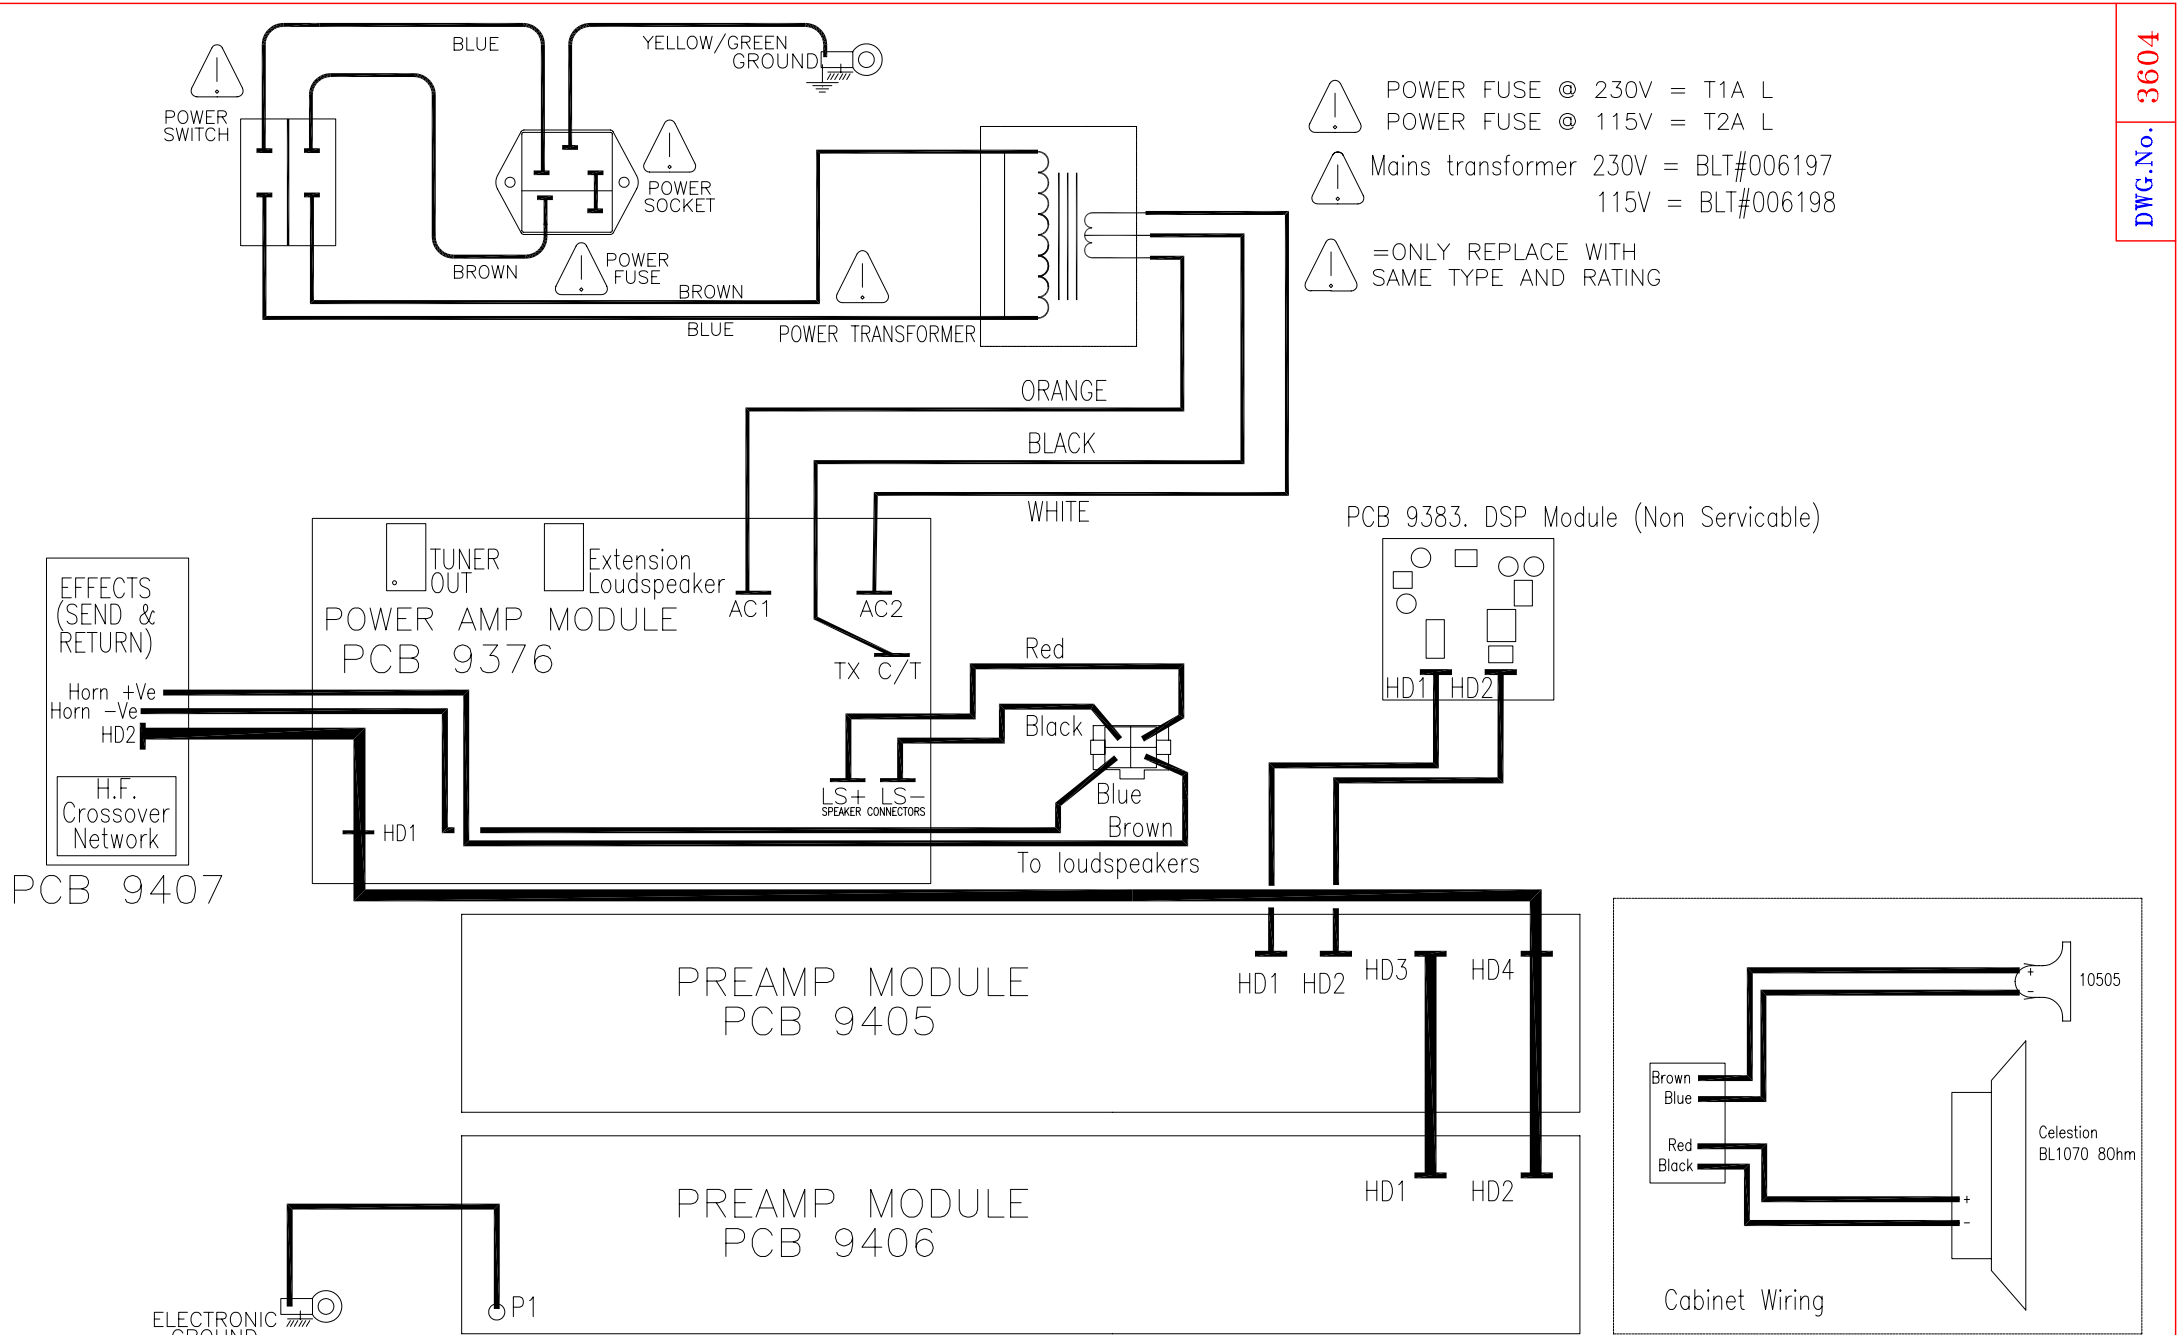 BLUE
YELLOW/GREEN
GROUND
POWER
SWITCH
POWER
SOCKET
BROWN
POWER
FUSE
BROWN
BLUE
POWER TRANSFORMER
POWER FUSE @ 230V = T1A L
POWER FUSE @ 115V = T2A L
Mains transformer 230V = BLT#006197
115V = BLT#006198
=ONLY REPLACE WITH
SAME TYPE AND RATING
3604
DWG.No.
ORANGE
BLACK
WHITE
EFFECTS
(SEND &
RETURN)
Horn +Ve
Horn -Ve
HD2
H.F.
Crossover
Network
PCB 9407
TUNER
OUT
Extension
Loudspeaker
POWER AMP MODULE
PCB 9376
AC1
AC2
TX C/T
LS+ LS-
SPEAKER CONNECTORS
HD1
Red
Black
Blue
Brown
To loudspeakers
PCB 9383. DSP Module (Non Servicable)
HD1 HD2
PREAMP MODULE
PCB 9405
HD1 HD2 HD3 HD4
PREAMP MODULE
PCB 9406
HD1 HD2
P1
ELECTRONIC
GROUND
+
-
10505
Brown
Blue
Red
Black
+
-
Celestion
BL1070 8Ohm
Cabinet Wiring